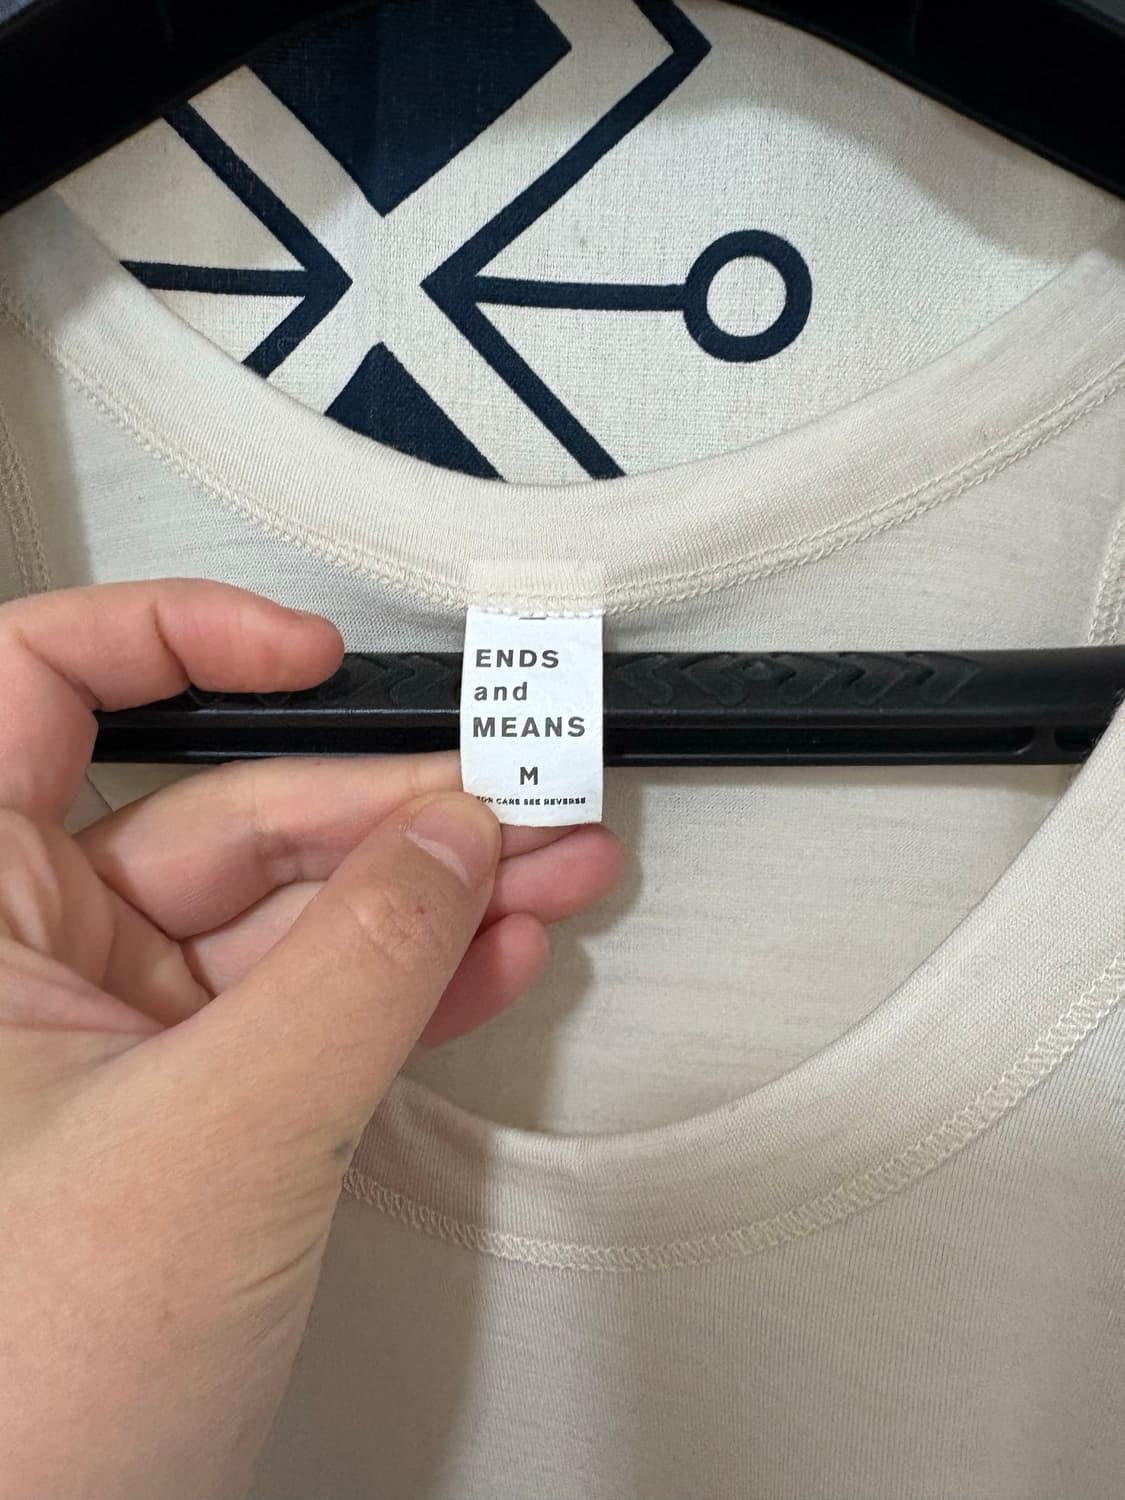 ENDS
and
MEANS
M
FOR CARE SEE REVERSE